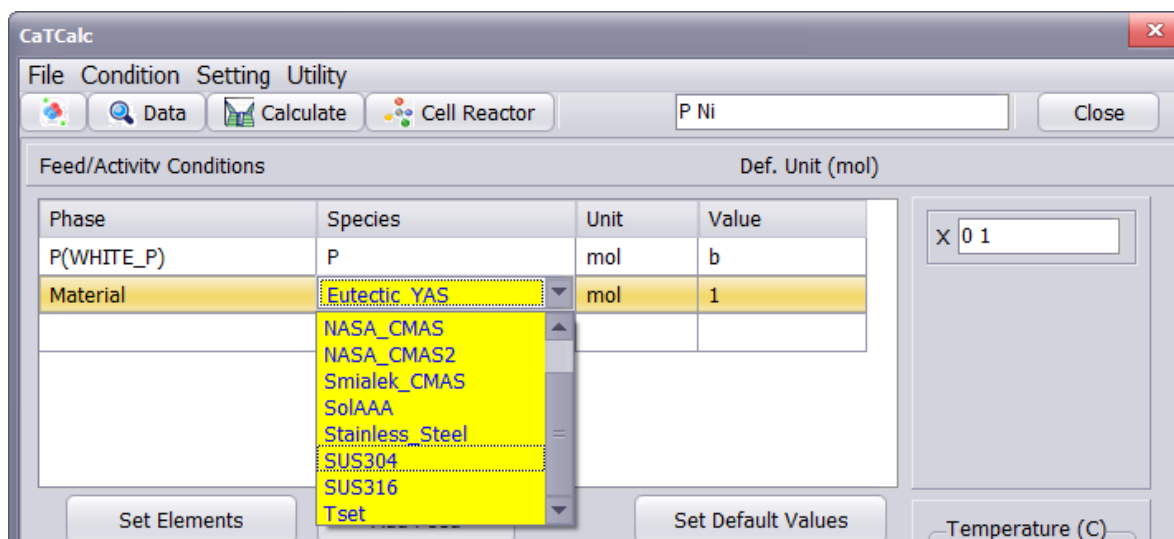 CaTCalc
File Condition Setting Utility
Data Calculate Cell Reactor P Ni Close
Feed/Activity Conditions Def. Unit (mol)
Phase Species Unit Value
P(WHITE_P) P mol b
X 0 1
Material Eutectic_YAS mol 1
NASA_CMAS
NASA_CMAS2
Smialek_CMAS
SolAAA
Stainless_Steel
SUS304
SUS316
Tset
Set Elements Set Default Values
Temperature (C)